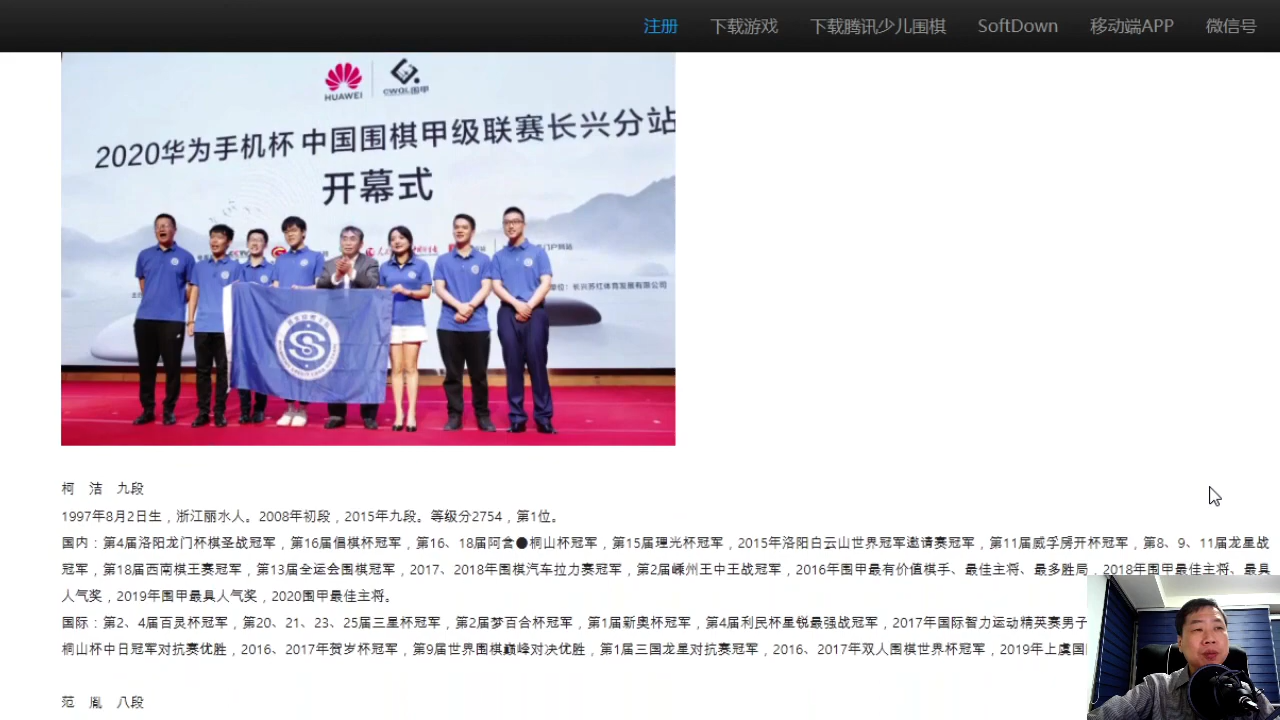 注册 下载游戏 下载腾讯少儿围棋 SoftDown 移动端APP 微信号
HUAWEI CWQL围甲
2020华为手机杯 中国围棋甲级联赛长兴分站
开幕式
柯 洁 九段
1997年8月2日生，浙江丽水人。2008年初段，2015年九段。等级分2754，第1位。
国内：第4届洛阳龙门杯棋圣战冠军，第16届倡棋杯冠军，第16、18届阿含●桐山杯冠军，第15届理光杯冠军，2015年洛阳白云山世界冠军邀请赛冠军，第11届威孚房开杯冠军，第8、9、11届龙星战
冠军，第18届西南棋王赛冠军，第13届全运会围棋冠军，2017、2018年围棋汽车拉力赛冠军，第2届嵊州王中王战冠军，2016年围甲最有价值棋手、最佳主将、最多胜局，2018年围甲最佳主将、最具
人气奖，2019年围甲最具人气奖，2020围甲最佳主将。
国际：第2、4届百灵杯冠军，第20、21、23、25届三星杯冠军，第2届梦百合杯冠军，第1届新奥杯冠军，第4届利民杯星锐最强战冠军，2017年国际智力运动精英赛男子
桐山杯中日冠军对抗赛优胜，2016、2017年贺岁杯冠军，第9届世界围棋巅峰对决优胜，第1届三国龙星对抗赛冠军，2016、2017年双人围棋世界杯冠军，2019年上虞国
范 胤 八段